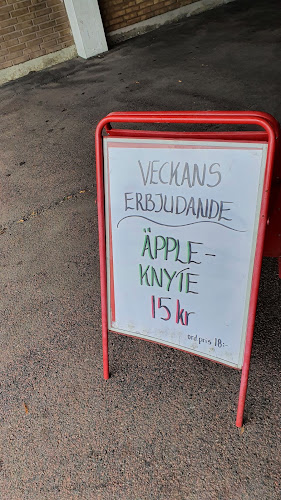 VECKANS
ERBJUDANDE
ÄPPLE-
KNYTE
15 kr
ord pris 18:-